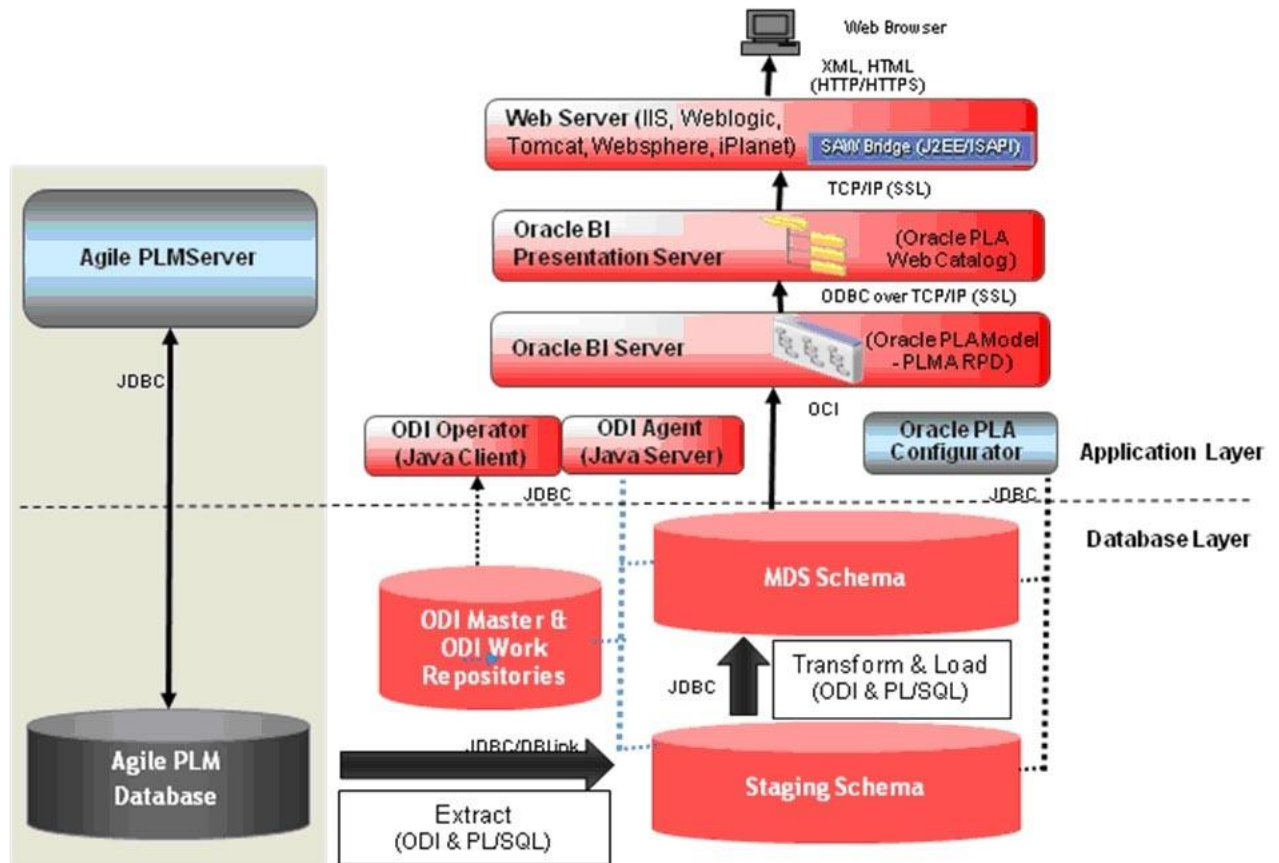 Web Browser
XML, HTML
(HTTP/HTTPS)
Web Server (IIS, Weblogic,
Tomcat, Websphere, iPlanet)
SAW Bridge (J2EE/ISAPI)
TCP/IP (SSL)
Oracle BI
Presentation Server
(Oracle PLA
Web Catalog)
ODBC over TCP/IP (SSL)
Oracle BI Server
(Oracle PLAModel
- PLMA RPD)
OCI
Agile PLMServer
JDBC
ODI Operator
(Java Client)
ODI Agent
(Java Server)
Oracle PLA
Configurator
Application Layer
JDBC
JDBC
Database Layer
MDS Schema
ODI Master &
ODI Work
Repositories
Transform & Load
(ODI & PL/SQL)
JDBC
JDBC/DBLink
Agile PLM
Database
Staging Schema
Extract
(ODI & PL/SQL)